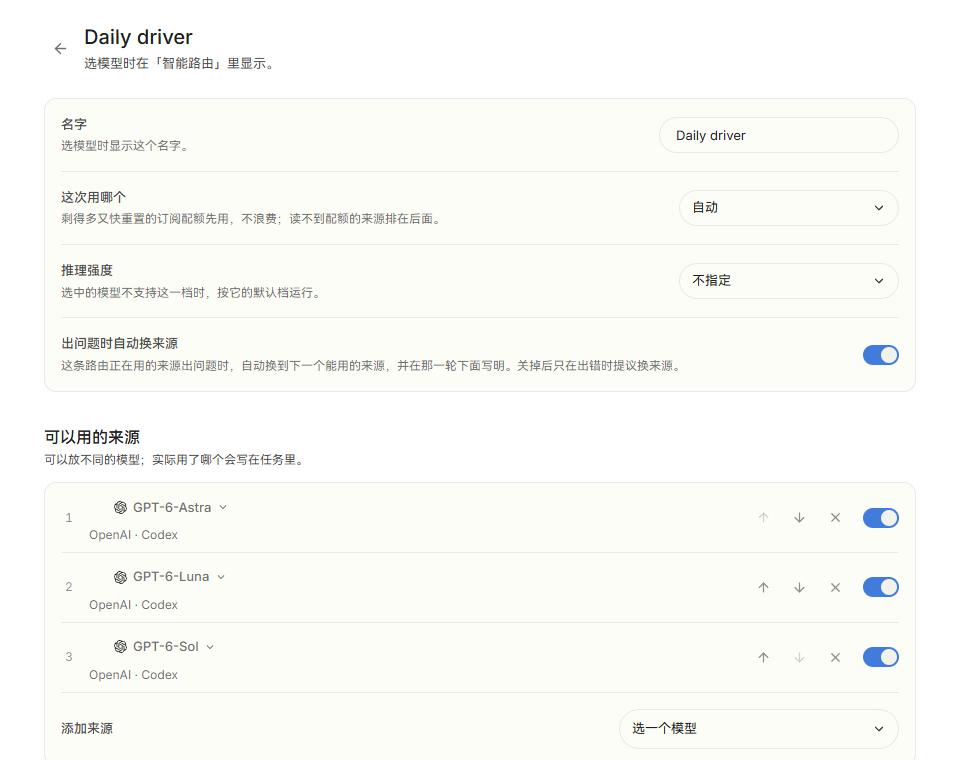 Daily driver
选模型时在「智能路由」里显示。
名字
选模型时显示这个名字。
Daily driver
这次用哪个
剩得多又快重置的订阅配额先用，不浪费；读不到配额的来源排在后面。
自动
推理强度
选中的模型不支持这一档时，按它的默认档运行。
不指定
出问题时自动换来源
这条路由正在用的来源出问题时，自动换到下一个能用的来源，并在那一轮下面写明。关掉后只在出错时提议换来源。
可以用的来源
可以放不同的模型；实际用了哪个会写在任务里。
1
GPT-6-Astra
OpenAI · Codex
2
GPT-6-Luna
OpenAI · Codex
3
GPT-6-Sol
OpenAI · Codex
添加来源
选一个模型